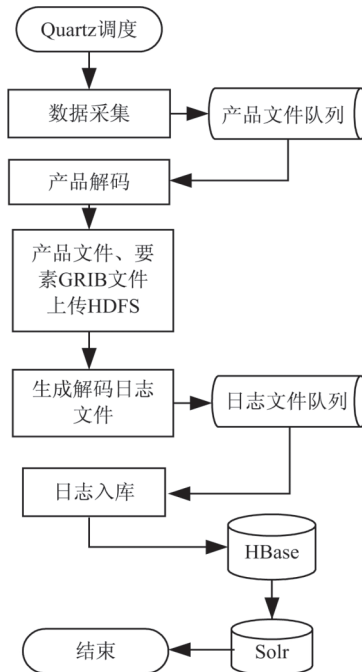 Quartz调度
数据采集
产品文件队列
产品解码
产品文件、要
素GRIB文件
上传HDFS
生成解码日志
文件
日志文件队列
日志入库
HBase
Solr
结束